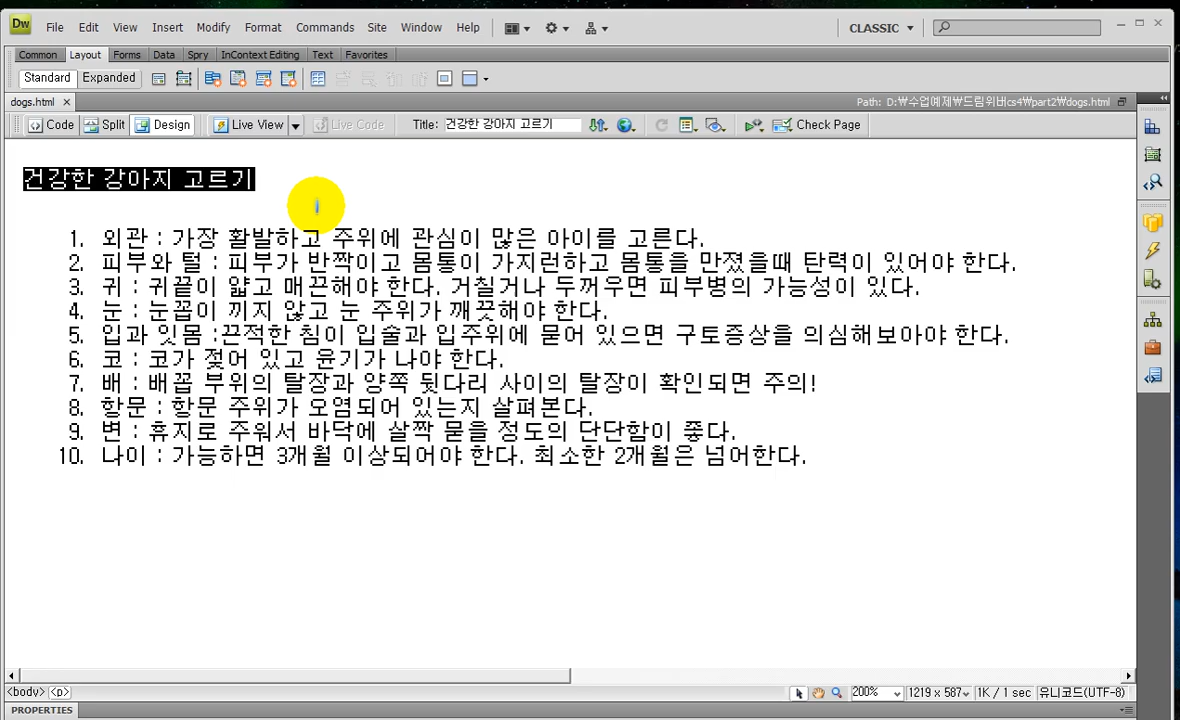 Dw File Edit View Insert Modify Format Commands Site Window Help CLASSIC
Common Layout Forms Data Spry InContext Editing Text Favorites
Standard Expanded
dogs.html × Path: D:₩수업예제₩드림위버cs4₩part2₩dogs.html
Code Split Design Live View Live Code Title: 건강한 강아지 고르기 Check Page
건강한 강아지 고르기
1. 외관 : 가장 활발하고 주위에 관심이 많은 아이를 고른다.
2. 피부와 털 : 피부가 반짝이고 몸통이 가지런하고 몸통을 만졌을때 탄력이 있어야 한다.
3. 귀 : 귀끝이 얇고 매끈해야 한다. 거칠거나 두꺼우면 피부병의 가능성이 있다.
4. 눈 : 눈꼽이 끼지 않고 눈 주위가 깨끗해야 한다.
5. 입과 잇몸 :끈적한 침이 입술과 입주위에 묻어 있으면 구토증상을 의심해보아야 한다.
6. 코 : 코가 젖어 있고 윤기가 나야 한다.
7. 배 : 배꼽 부위의 탈장과 양쪽 뒷다리 사이의 탈장이 확인되면 주의!
8. 항문 : 항문 주위가 오염되어 있는지 살펴본다.
9. 변 : 휴지로 주워서 바닥에 살짝 묻을 정도의 단단함이 좋다.
10. 나이 : 가능하면 3개월 이상되어야 한다. 최소한 2개월은 넘어한다.
<body> <p> 200% 1219 x 587 1K / 1 sec 유니코드(UTF-8)
PROPERTIES